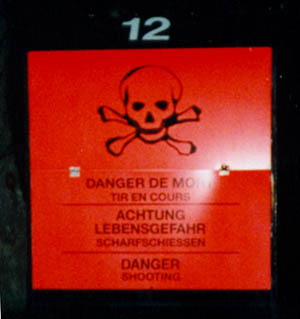 12
DANGER DE MORT
TIR EN COURS
ACHTUNG
LEBENSGEFAHR
SCHARFSCHIESSEN
DANGER
SHOOTING